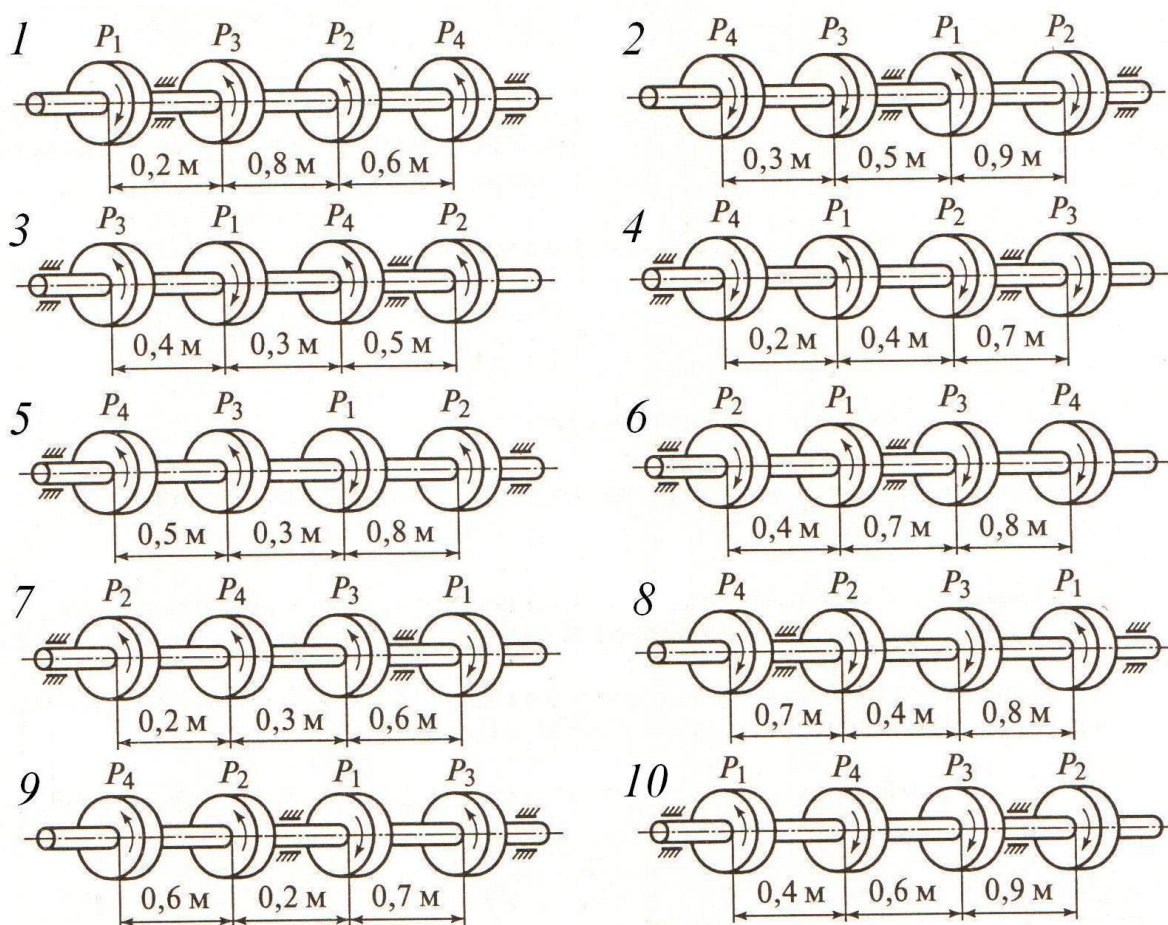 1 P₁ P₃ P₂ P₄
0,2 м 0,8 м 0,6 м
2 P₄ P₃ P₁ P₂
0,3 м 0,5 м 0,9 м
3 P₃ P₁ P₄ P₂
0,4 м 0,3 м 0,5 м
4 P₄ P₁ P₂ P₃
0,2 м 0,4 м 0,7 м
5 P₄ P₃ P₁ P₂
0,5 м 0,3 м 0,8 м
6 P₂ P₁ P₃ P₄
0,4 м 0,7 м 0,8 м
7 P₂ P₄ P₃ P₁
0,2 м 0,3 м 0,6 м
8 P₄ P₂ P₃ P₁
0,7 м 0,4 м 0,8 м
9 P₄ P₂ P₁ P₃
0,6 м 0,2 м 0,7 м
10 P₁ P₄ P₃ P₂
0,4 м 0,6 м 0,9 м